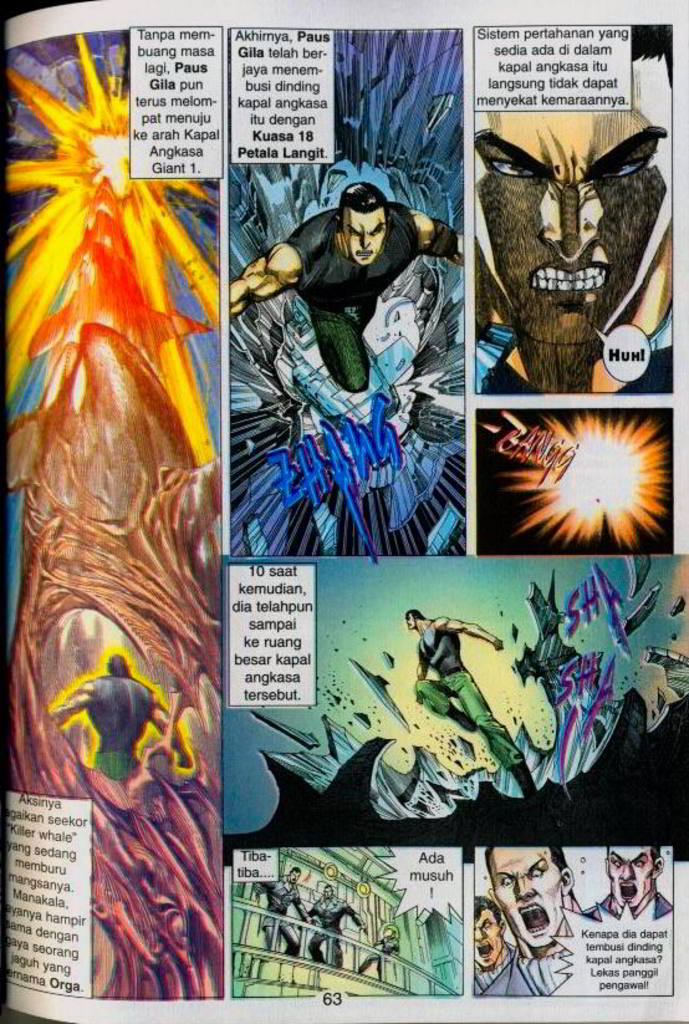 Tanpa mem-
buang masa
lagi, Paus
Gila pun
terus melom-
pat menuju
ke arah Kapal
Angkasa
Giant 1.
Aksinya
agaikan seekor
"Killer whale"
yang sedang
memburu
mangsanya.
Manakala,
ayanya hampir
sama dengan
gaya seorang
jaguh yang
ernama Orga.
Akhirnya, Paus
Gila telah ber-
jaya menem-
busi dinding
kapal angkasa
itu dengan
Kuasa 18
Petala Langit.
ZHANG
Sistem pertahanan yang
sedia ada di dalam
kapal angkasa itu
langsung tidak dapat
menyekat kemaraannya.
HUH!
10 saat
kemudian,
dia telahpun
sampai
ke ruang
besar kapal
angkasa
tersebut.
SHA
SHA
Tiba-
tiba....
Ada
musuh
!
Kenapa dia dapat
tembusi dinding
kapal angkasa?
Lekas panggil
pengawal!
63